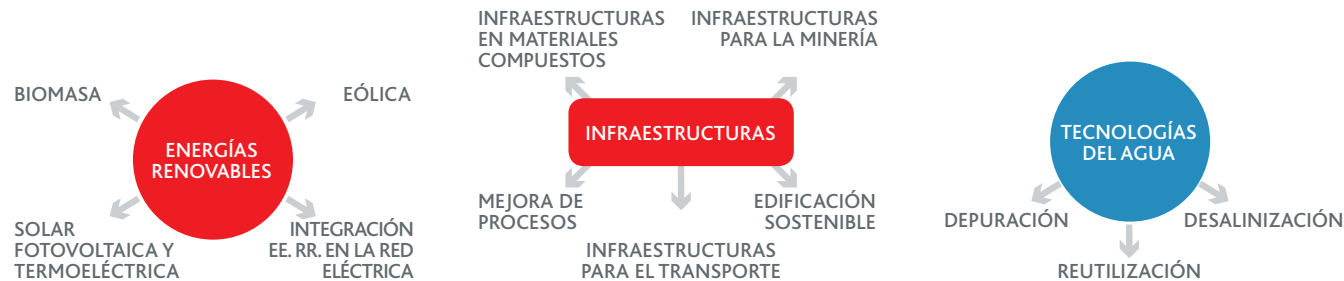 BIOMASA
EÓLICA
ENERGÍAS
RENOVABLES
SOLAR
FOTOVOLTAICA Y
TERMOELÉCTRICA
INTEGRACIÓN
EE. RR. EN LA RED
ELÉCTRICA
INFRAESTRUCTURAS
EN MATERIALES
COMPUESTOS
INFRAESTRUCTURAS
PARA LA MINERÍA
INFRAESTRUCTURAS
MEJORA DE
PROCESOS
EDIFICACIÓN
SOSTENIBLE
INFRAESTRUCTURAS
PARA EL TRANSPORTE
TECNOLOGÍAS
DEL AGUA
DEPURACIÓN
DESALINIZACIÓN
REUTILIZACIÓN